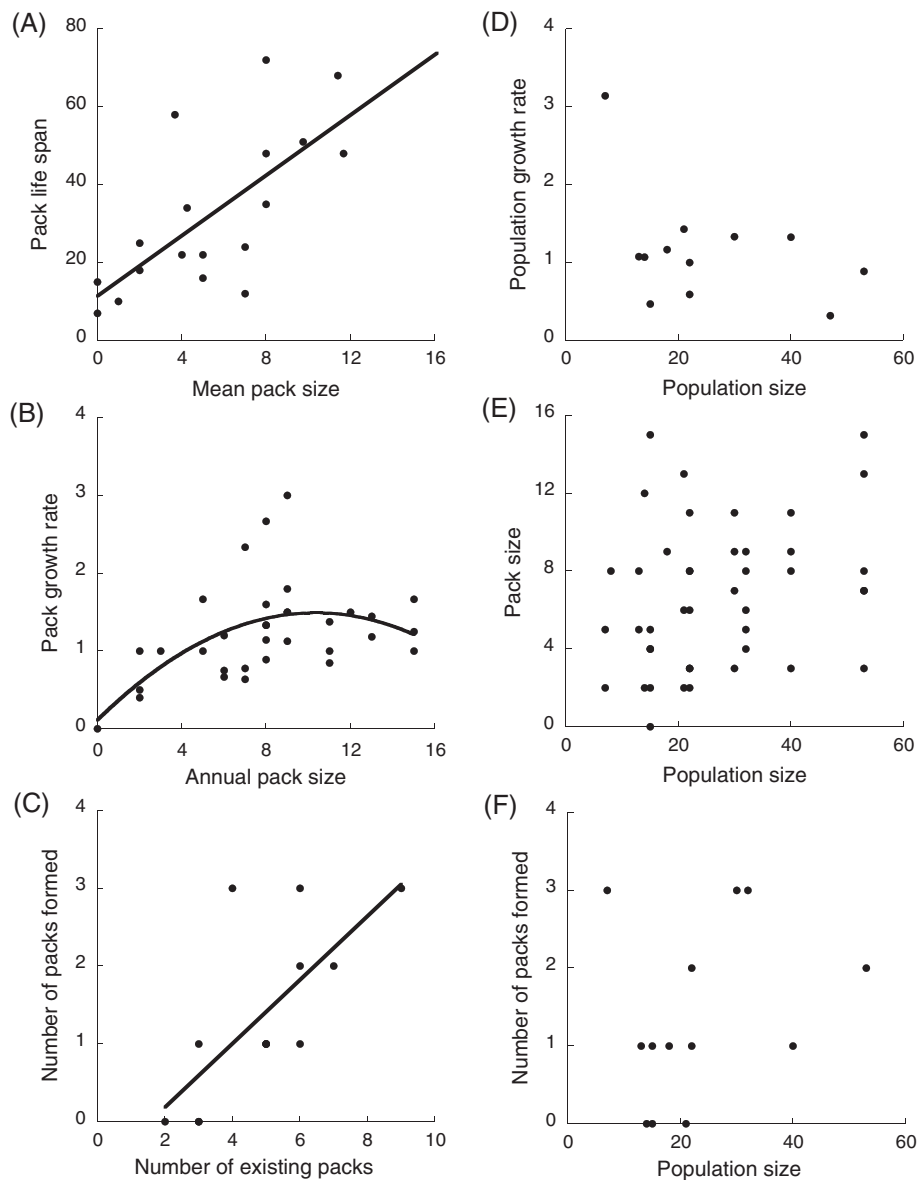 (A)
80
60
40
20
0
Pack life span
0 4 8 12 16
Mean pack size
(B)
4
3
2
1
0
Pack growth rate
0 4 8 12 16
Annual pack size
(C)
4
3
2
1
0
Number of packs formed
0 2 4 6 8 10
Number of existing packs
(D)
4
3
2
1
0
Population growth rate
0 20 40 60
Population size
(E)
16
12
8
4
0
Pack size
0 20 40 60
Population size
(F)
4
3
2
1
0
Number of packs formed
0 20 40 60
Population size